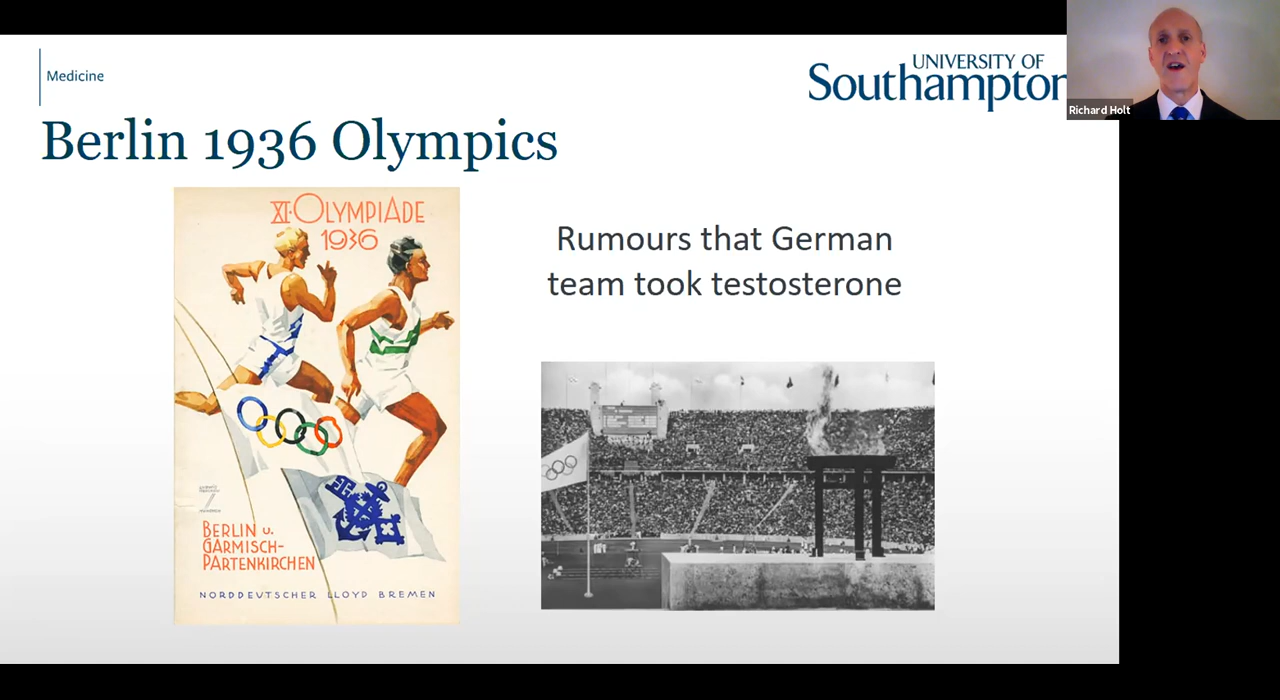 Medicine
UNIVERSITY OF
Southampton
Richard Holt
Berlin 1936 Olympics
XI·OLYMPIADE
1936
Rumours that German
team took testosterone
BERLIN u.
GARMISCH-
PARTENKIRCHEN
NORDDEUTSCHER LLOYD BREMEN